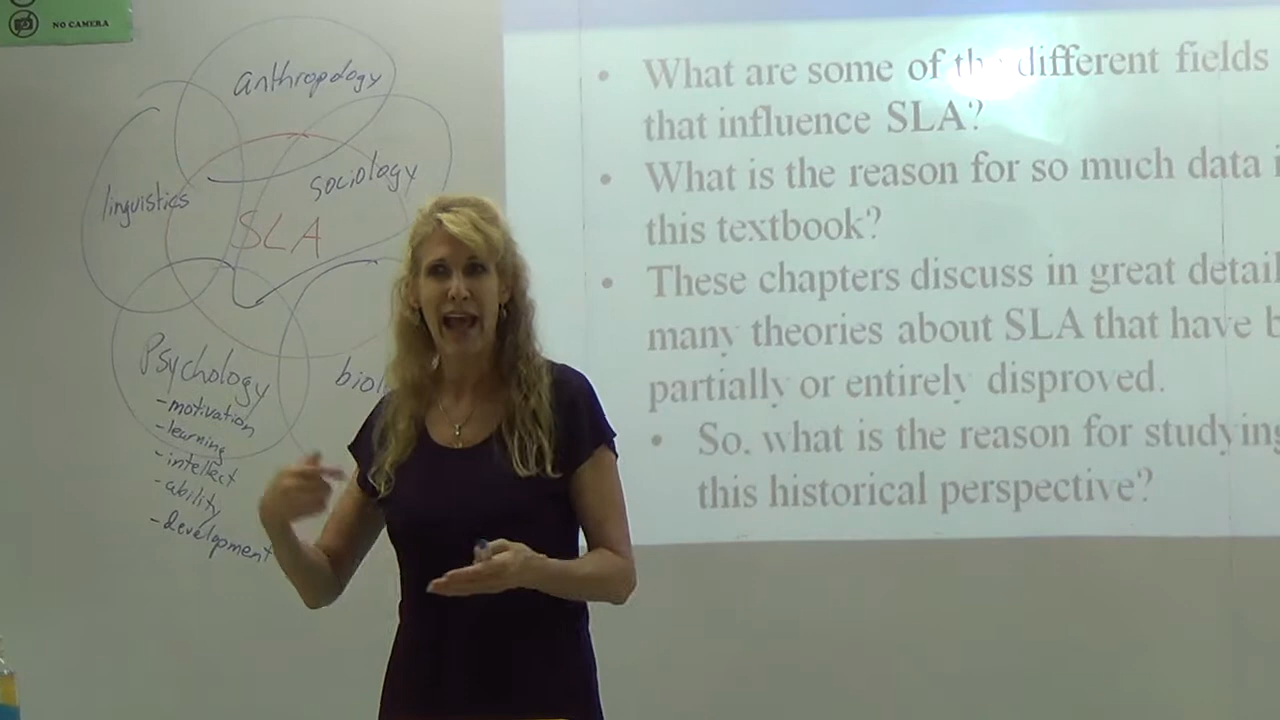 NO CAMERA
anthropology
sociology
linguistics
SLA
Psychology
- motivation
- learning
- intellect
- ability
- development
• What are some of the different fields
that influence SLA?
• What is the reason for so much data
this textbook?
• These chapters discuss in great detail
many theories about SLA that have
partially or entirely disproved.
• So, what is the reason for studying
this historical perspective?